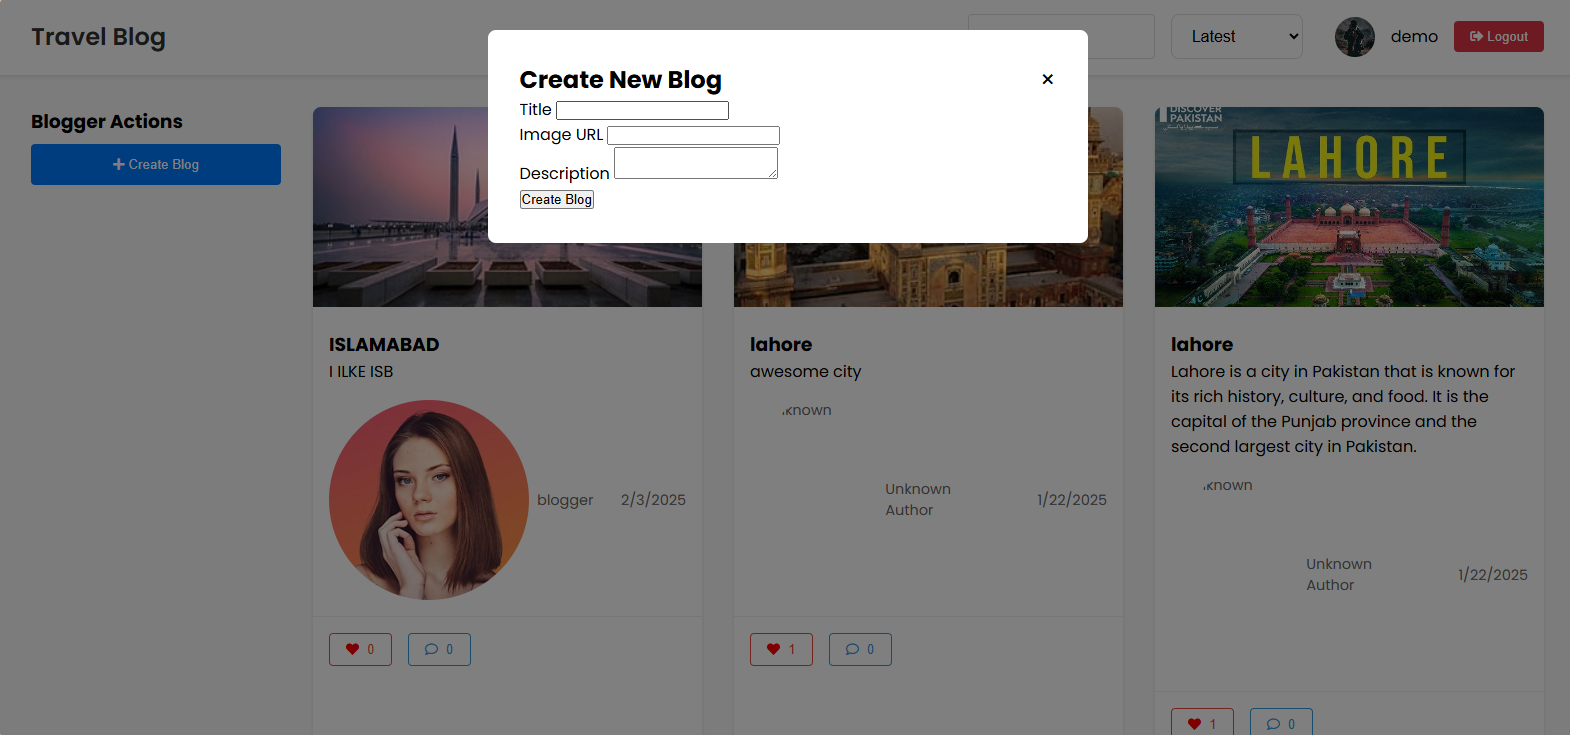 Travel Blog
Latest
demo
Logout
Create New Blog
×
Title
Image URL
Description
Create Blog
Blogger Actions
Create Blog
DISCOVER
PAKISTAN
LAHORE
ISLAMABAD
I ILKE ISB
blogger 2/3/2025
0 0
lahore
awesome city
known
Unknown
Author
1/22/2025
1 0
lahore
Lahore is a city in Pakistan that is known for
its rich history, culture, and food. It is the
capital of the Punjab province and the
second largest city in Pakistan.
known
Unknown
Author
1/22/2025
1 0